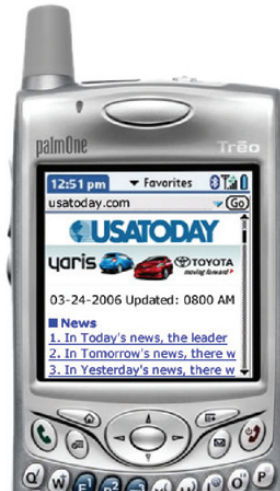 palmOne Trēo
12:51 pm Favorites
usatoday.com Go
USATODAY
yaris TOYOTA
moving forward
03-24-2006 Updated: 0800 AM
News
1. In Today's news, the leader
2. In Tomorrow's news, there w
3. In Yesterday's news, there w
Q W E R O P